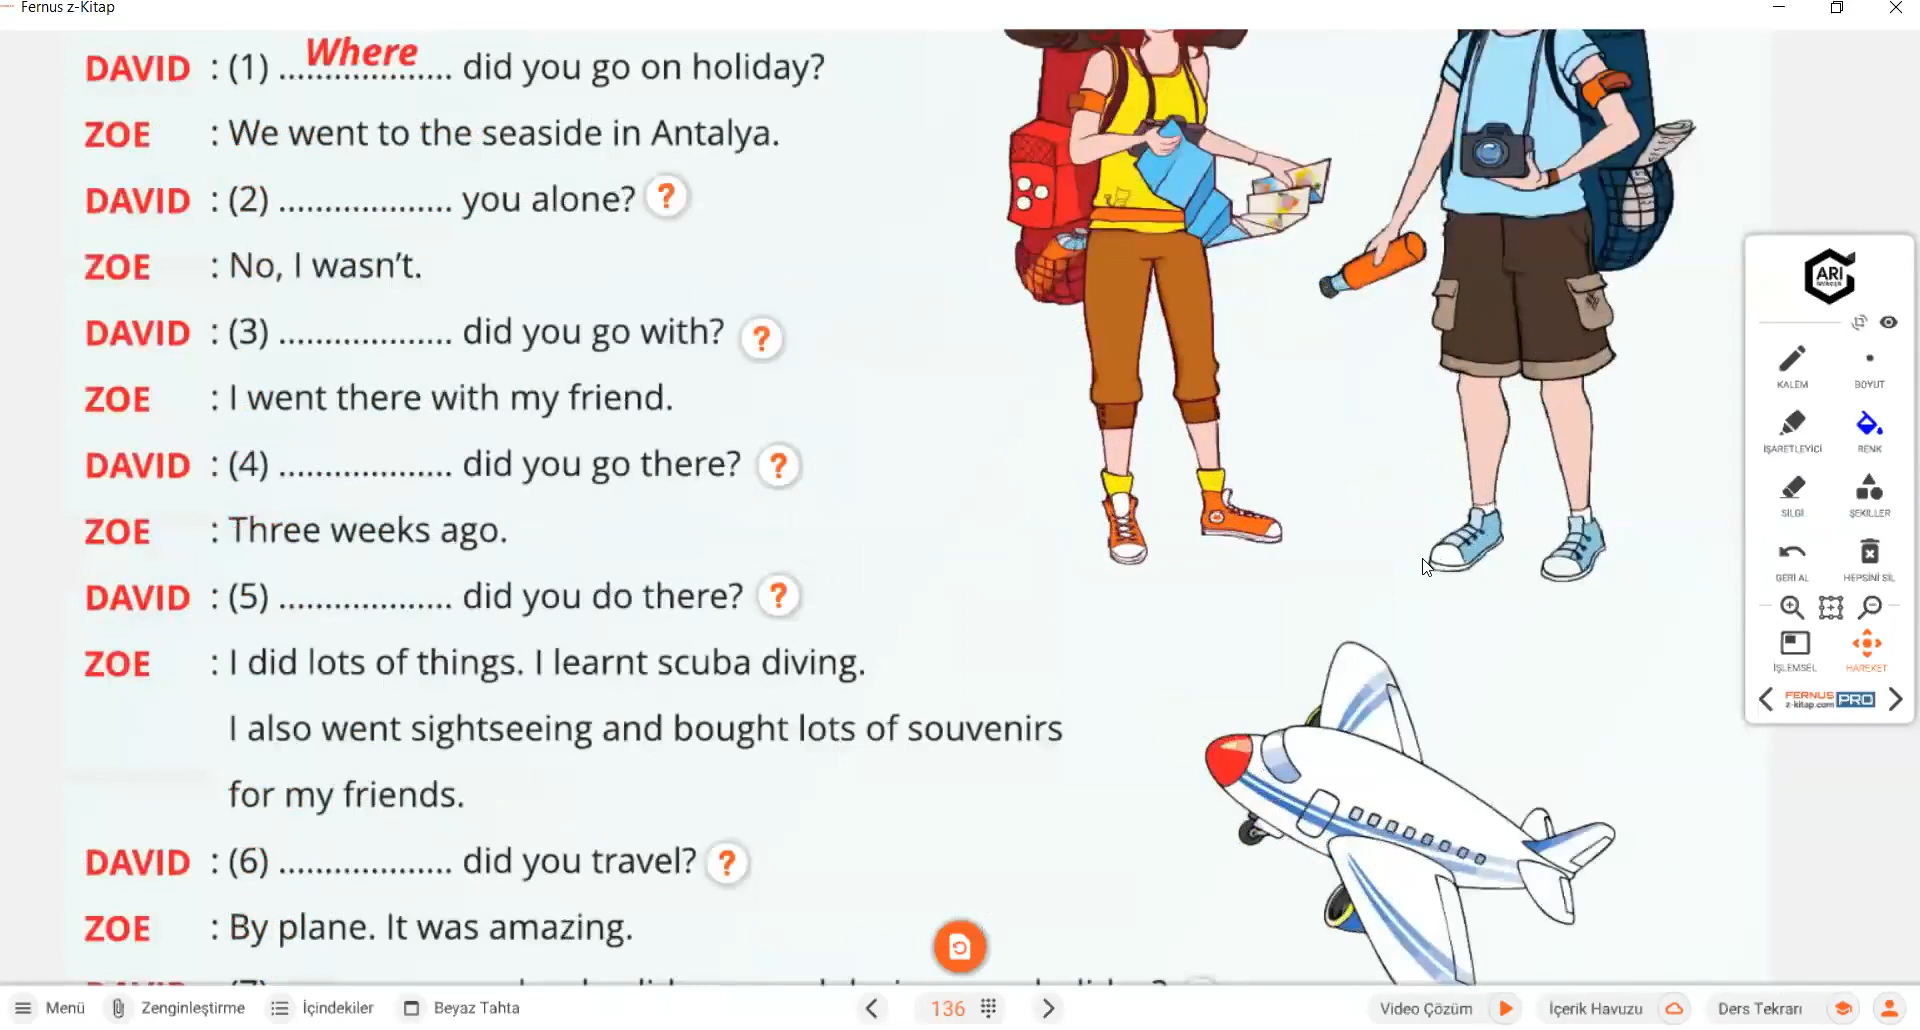 Fernus z-Kitap
DAVID : (1) ................... did you go on holiday?
Where
ZOE : We went to the seaside in Antalya.
DAVID : (2) ................... you alone? ?
ZOE : No, I wasn't.
DAVID : (3) ................... did you go with? ?
ZOE : I went there with my friend.
DAVID : (4) ................... did you go there? ?
ZOE : Three weeks ago.
DAVID : (5) ................... did you do there? ?
ZOE : I did lots of things. I learnt scuba diving.
I also went sightseeing and bought lots of souvenirs
for my friends.
DAVID : (6) ................... did you travel? ?
ZOE : By plane. It was amazing.
ARI
KALEM BOYUT
İŞARETLEYİCİ RENK
SİLGİ ŞEKİLLER
GERİ AL HEPSİNİ SİL
İŞLEMSEL HAREKET
FERNUS PRO
z-kitap.com
Menü Zenginleştirme İçindekiler Beyaz Tahta 136 Video Çözüm İçerik Havuzu Ders Tekrarı